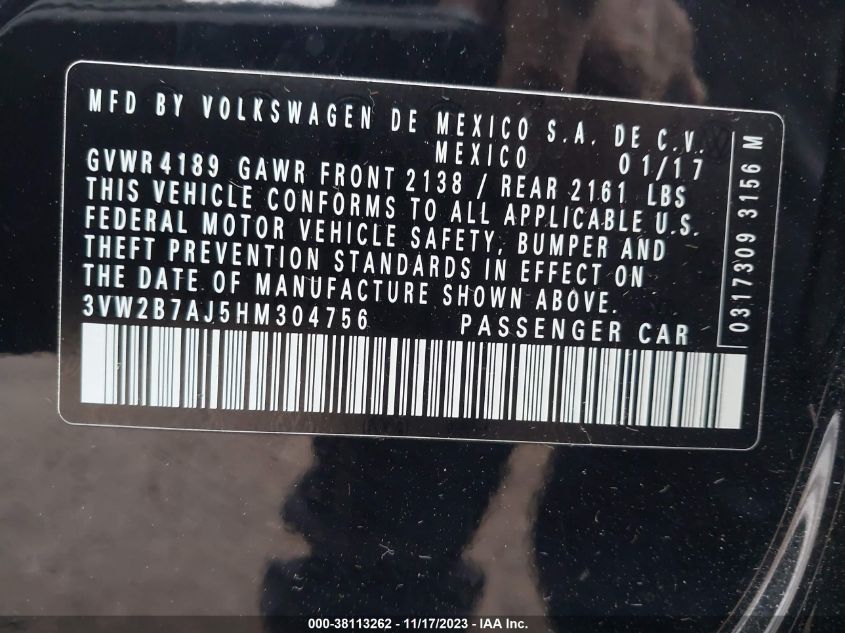 MFD BY VOLKSWAGEN DE MEXICO S.A. DE C.V.
MEXICO 01/17
GVWR 4189 GAWR FRONT 2138 / REAR 2161 LBS
THIS VEHICLE CONFORMS TO ALL APPLICABLE U.S.
FEDERAL MOTOR VEHICLE SAFETY, BUMPER AND
THEFT PREVENTION STANDARDS IN EFFECT ON
THE DATE OF MANUFACTURE SHOWN ABOVE.
3VW2B7AJ5HM304756 PASSENGER CAR
0317309 3156 M
000-38113262 - 11/17/2023 - IAA Inc.